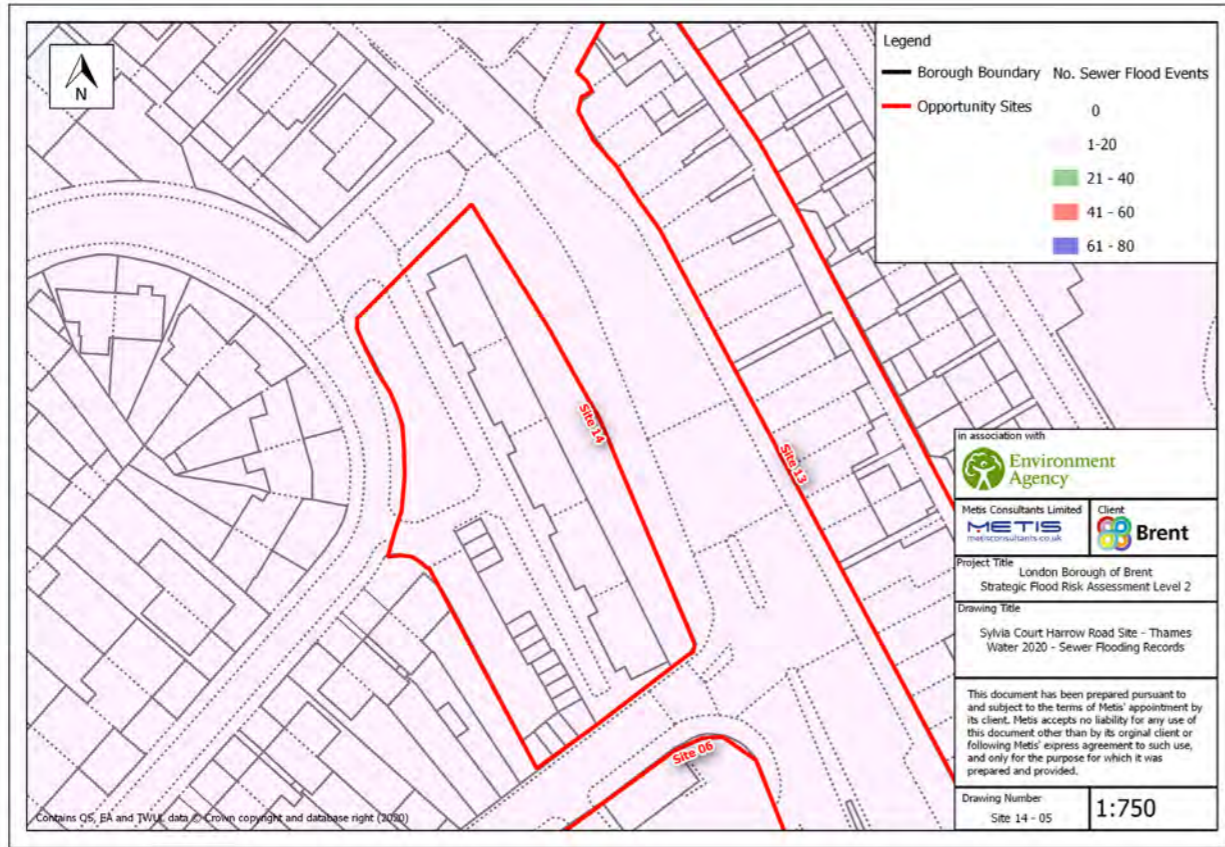 N
Legend
Borough Boundary
Opportunity Sites
No. Sewer Flood Events
0
1-20
21 - 40
41 - 60
61 - 80
Site 14
Site 13
Site 06
in association with
Environment
Agency
Metis Consultants Limited
METIS
metisconsultants.co.uk
Client
Brent
Project Title
London Borough of Brent
Strategic Flood Risk Assessment Level 2
Drawing Title
Sylvia Court Harrow Road Site - Thames
Water 2020 - Sewer Flooding Records
This document has been prepared pursuant to
and subject to the terms of Metis' appointment by
its client. Metis accepts no liability for any use of
this document other than by its orginal client or
following Metis' express agreement to such use,
and only for the purpose for which it was
prepared and provided.
Drawing Number
Site 14 - 05
1:750
Contains OS, EA and TWUL data © Crown copyright and database right (2020)